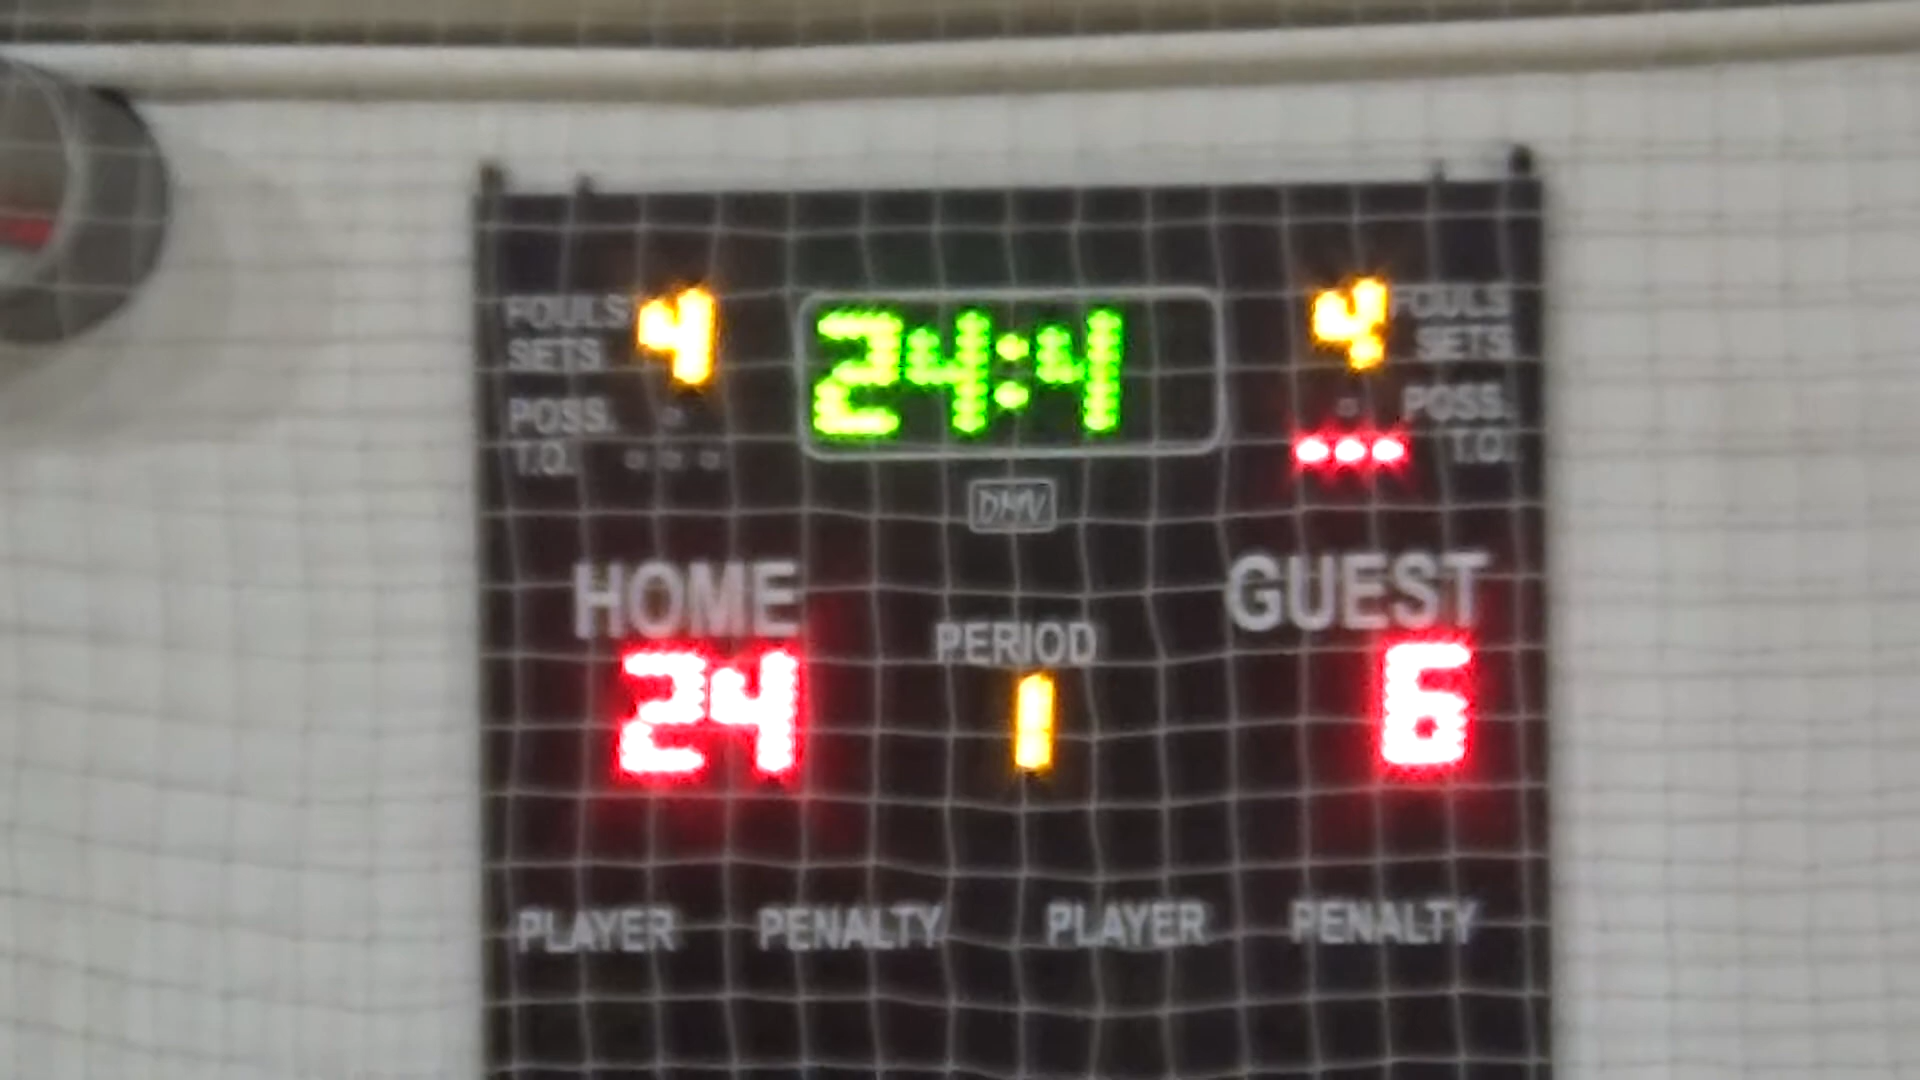 FOULS 4 24:4 4 FOULS
SETS SETS
POSS. POSS.
T.O. T.O.
DMV
HOME GUEST
PERIOD
24 1 6
PLAYER PENALTY PLAYER PENALTY